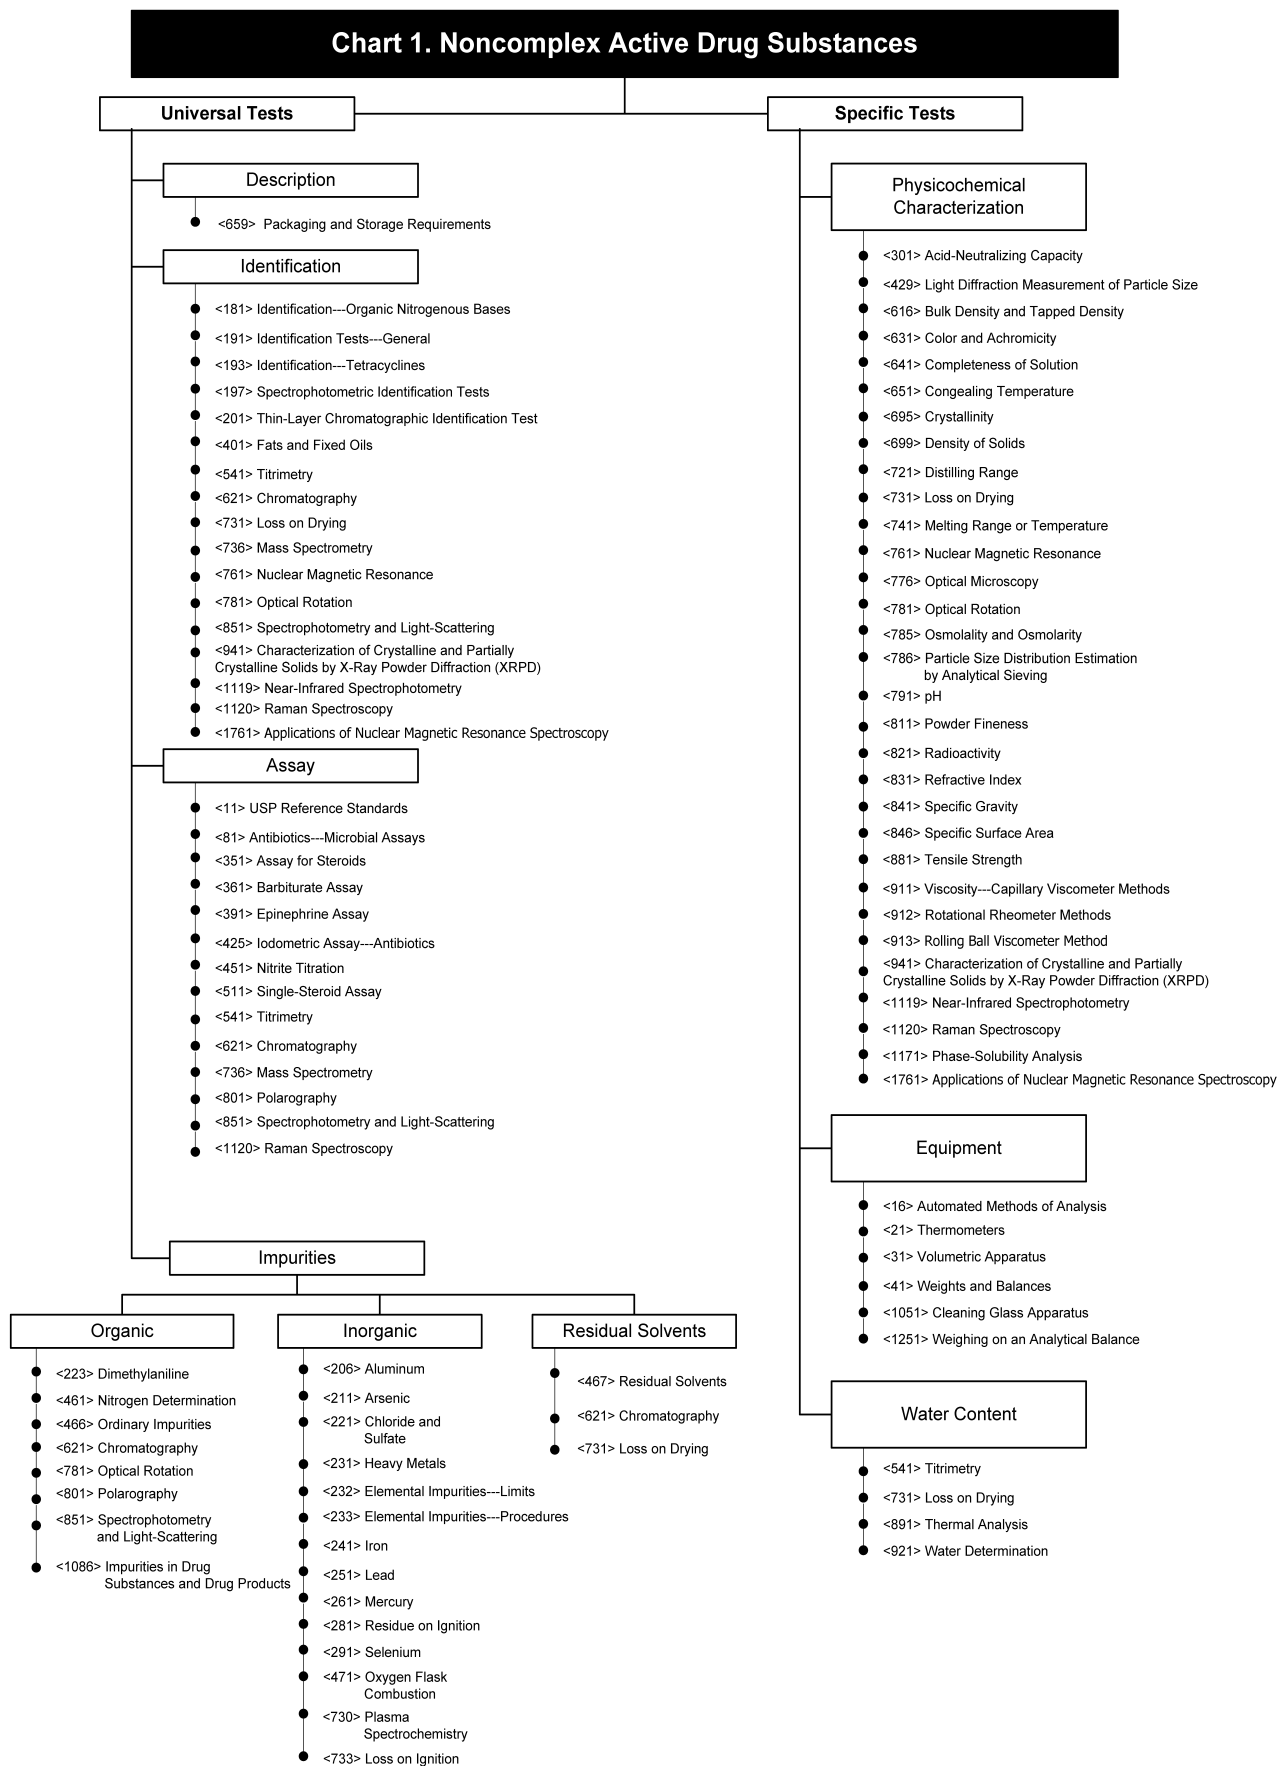 Chart 1. Noncomplex Active Drug Substances
Universal Tests
Description
<659> Packaging and Storage Requirements
Identification
<181> Identification---Organic Nitrogenous Bases
<191> Identification Tests---General
<193> Identification---Tetracyclines
<197> Spectrophotometric Identification Tests
<201> Thin-Layer Chromatographic Identification Test
<401> Fats and Fixed Oils
<541> Titrimetry
<621> Chromatography
<731> Loss on Drying
<736> Mass Spectrometry
<761> Nuclear Magnetic Resonance
<781> Optical Rotation
<851> Spectrophotometry and Light-Scattering
<941> Characterization of Crystalline and Partially
Crystalline Solids by X-Ray Powder Diffraction (XRPD)
<1119> Near-Infrared Spectrophotometry
<1120> Raman Spectroscopy
<1761> Applications of Nuclear Magnetic Resonance Spectroscopy
Assay
<11> USP Reference Standards
<81> Antibiotics---Microbial Assays
<351> Assay for Steroids
<361> Barbiturate Assay
<391> Epinephrine Assay
<425> Iodometric Assay---Antibiotics
<451> Nitrite Titration
<511> Single-Steroid Assay
<541> Titrimetry
<621> Chromatography
<736> Mass Spectrometry
<801> Polarography
<851> Spectrophotometry and Light-Scattering
<1120> Raman Spectroscopy
Impurities
Organic
<223> Dimethylaniline
<461> Nitrogen Determination
<466> Ordinary Impurities
<621> Chromatography
<781> Optical Rotation
<801> Polarography
<851> Spectrophotometry
and Light-Scattering
<1086> Impurities in Drug
Substances and Drug Products
Inorganic
<206> Aluminum
<211> Arsenic
<221> Chloride and
Sulfate
<231> Heavy Metals
<232> Elemental Impurities---Limits
<233> Elemental Impurities---Procedures
<241> Iron
<251> Lead
<261> Mercury
<281> Residue on Ignition
<291> Selenium
<471> Oxygen Flask
Combustion
<730> Plasma
Spectrochemistry
<733> Loss on Ignition
Residual Solvents
<467> Residual Solvents
<621> Chromatography
<731> Loss on Drying
Specific Tests
Physicochemical
Characterization
<301> Acid-Neutralizing Capacity
<429> Light Diffraction Measurement of Particle Size
<616> Bulk Density and Tapped Density
<631> Color and Achromicity
<641> Completeness of Solution
<651> Congealing Temperature
<695> Crystallinity
<699> Density of Solids
<721> Distilling Range
<731> Loss on Drying
<741> Melting Range or Temperature
<761> Nuclear Magnetic Resonance
<776> Optical Microscopy
<781> Optical Rotation
<785> Osmolality and Osmolarity
<786> Particle Size Distribution Estimation
by Analytical Sieving
<791> pH
<811> Powder Fineness
<821> Radioactivity
<831> Refractive Index
<841> Specific Gravity
<846> Specific Surface Area
<881> Tensile Strength
<911> Viscosity---Capillary Viscometer Methods
<912> Rotational Rheometer Methods
<913> Rolling Ball Viscometer Method
<941> Characterization of Crystalline and Partially
Crystalline Solids by X-Ray Powder Diffraction (XRPD)
<1119> Near-Infrared Spectrophotometry
<1120> Raman Spectroscopy
<1171> Phase-Solubility Analysis
<1761> Applications of Nuclear Magnetic Resonance Spectroscopy
Equipment
<16> Automated Methods of Analysis
<21> Thermometers
<31> Volumetric Apparatus
<41> Weights and Balances
<1051> Cleaning Glass Apparatus
<1251> Weighing on an Analytical Balance
Water Content
<541> Titrimetry
<731> Loss on Drying
<891> Thermal Analysis
<921> Water Determination